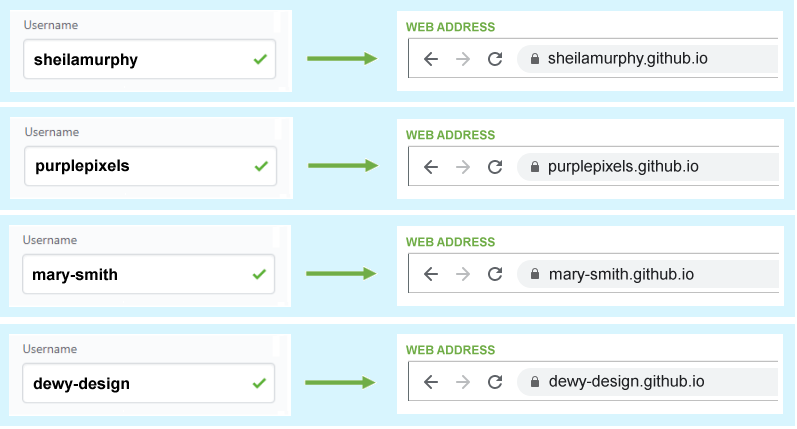 Username
sheilamurphy
WEB ADDRESS
sheilamurphy.github.io
Username
purplepixels
WEB ADDRESS
purplepixels.github.io
Username
mary-smith
WEB ADDRESS
mary-smith.github.io
Username
dewy-design
WEB ADDRESS
dewy-design.github.io